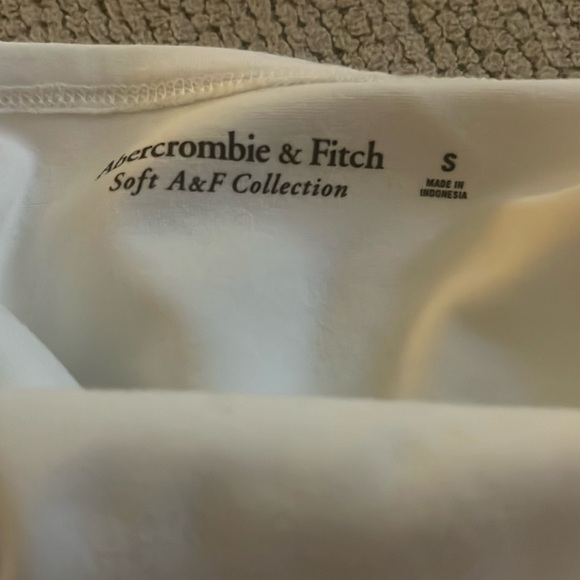 Abercrombie & Fitch
Soft A&F Collection
S
MADE IN
INDONESIA